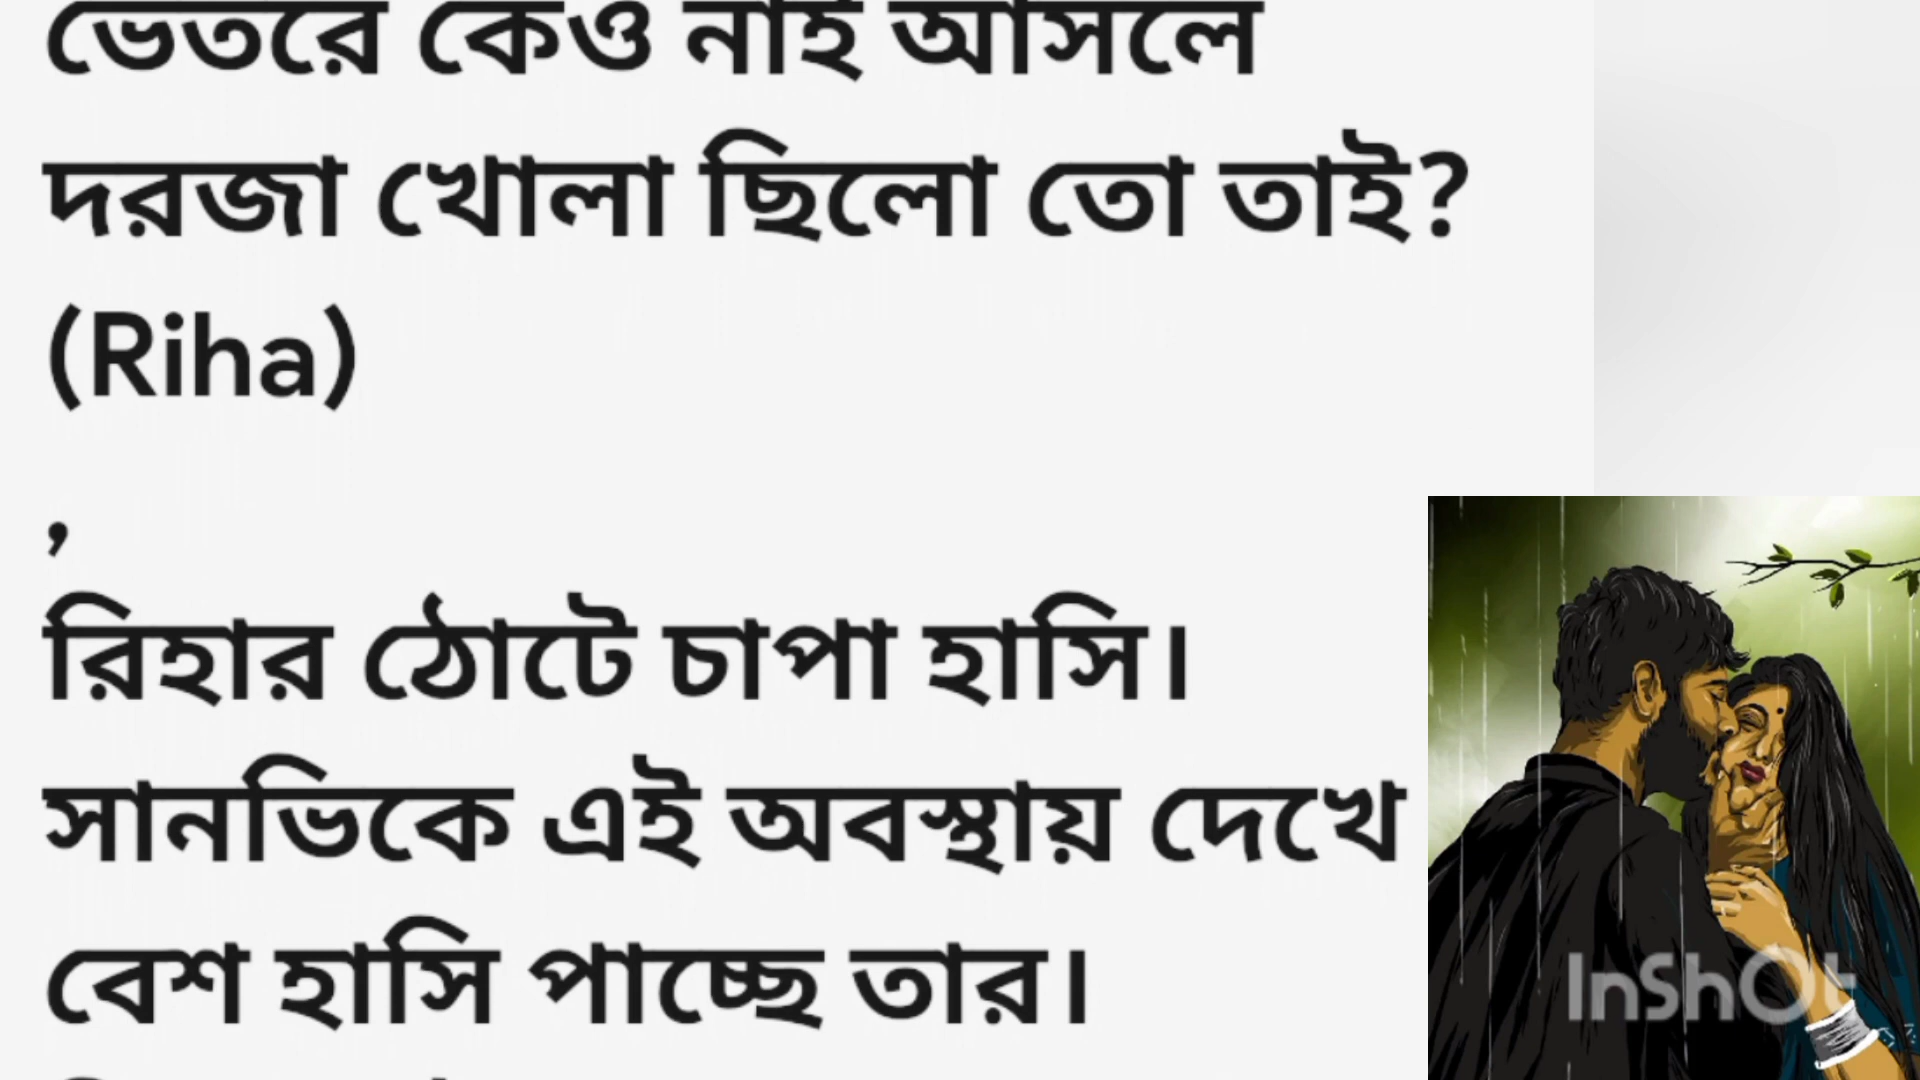 ভেতরে কেও নাই আসলে
দরজা খোলা ছিলো তো তাই?
(Riha)
,
রিহার ঠোটে চাপা হাসি।
সানভিকে এই অবস্থায় দেখে
বেশ হাসি পাচ্ছে তার।
InShOt